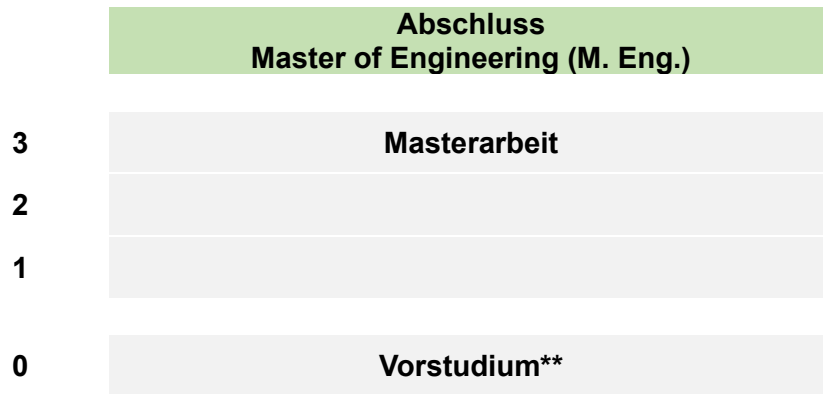 Abschluss
Master of Engineering (M. Eng.)
3 Masterarbeit
2
1
0 Vorstudium**